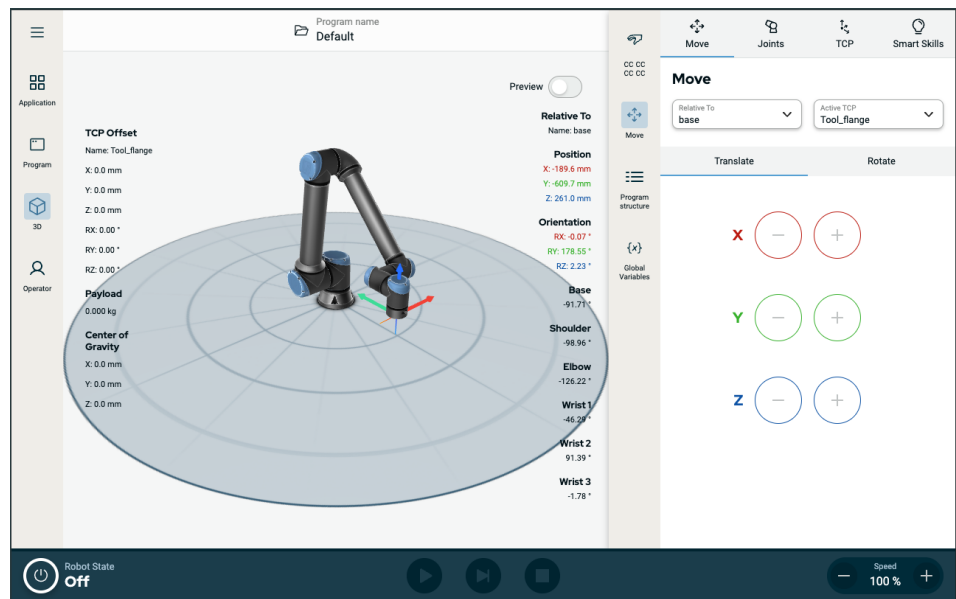 Program name
Default
Application
Program
3D
Operator
Preview
TCP Offset
Name: Tool_flange
X: 0.0 mm
Y: 0.0 mm
Z: 0.0 mm
RX: 0.00 °
RY: 0.00 °
RZ: 0.00 °
Payload
0.000 kg
Center of
Gravity
X: 0.0 mm
Y: 0.0 mm
Z: 0.0 mm
Relative To
Name: base
Position
X: -189.6 mm
Y: -609.7 mm
Z: 261.0 mm
Orientation
RX: -0.07 °
RY: 178.55 °
RZ: 2.23 °
Base
-91.71 °
Shoulder
-98.96 °
Elbow
-126.22 °
Wrist 1
-46.29 °
Wrist 2
91.39 °
Wrist 3
-1.78 °
CC CC
CC CC
Move
Program
structure
{x}
Global
Variables
Move
Joints
TCP
Smart Skills
Move
Relative To
base
Active TCP
Tool_flange
Translate
Rotate
X − +
Y − +
Z − +
Robot State
Off
Speed
− 100 % +